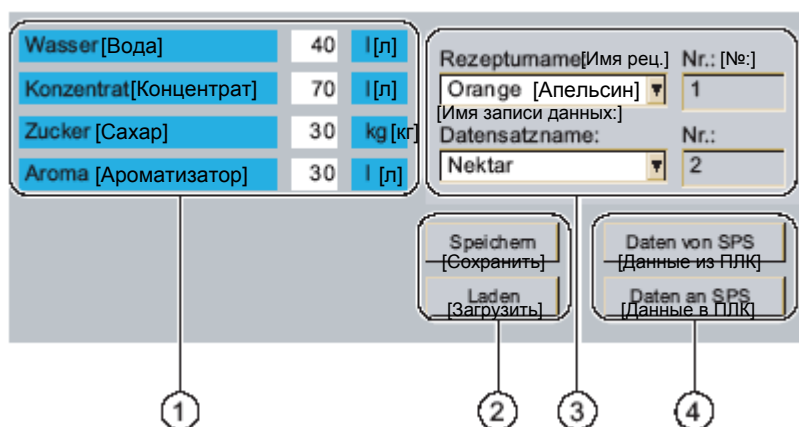 Wasser [Вода] 40 l [л]
Konzentrat [Концентрат] 70 l [л]
Zucker [Сахар] 30 kg [кг]
Aroma [Ароматизатор] 30 l [л]
Rezepturname [Имя рец.] Nr.: [№:]
Orange [Апельсин] 1
[Имя записи данных:]
Datensatzname: Nr.:
Nektar 2
Speichern
[Сохранить]
Laden
[Загрузить]
Daten von SPS
[Данные из ПЛК]
Daten an SPS
[Данные в ПЛК]
1 2 3 4